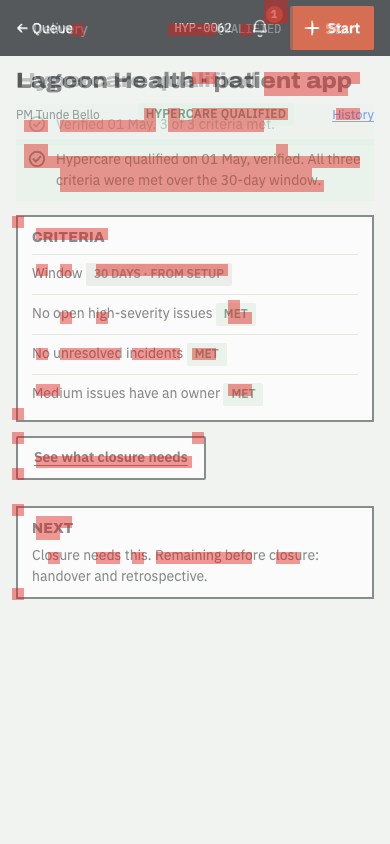 ← Queue HYP-0062 1 + Start
Lagoon Health · patient app
PM Tunde Bello HYPERCARE QUALIFIED History
Verified 01 May, 3 of 3 criteria met.
Hypercare qualified on 01 May, verified. All three
criteria were met over the 30-day window.
CRITERIA
Window 30 DAYS · FROM SETUP
No open high-severity issues MET
No unresolved incidents MET
Medium issues have an owner MET
See what closure needs
NEXT
Closure needs this. Remaining before closure:
handover and retrospective.